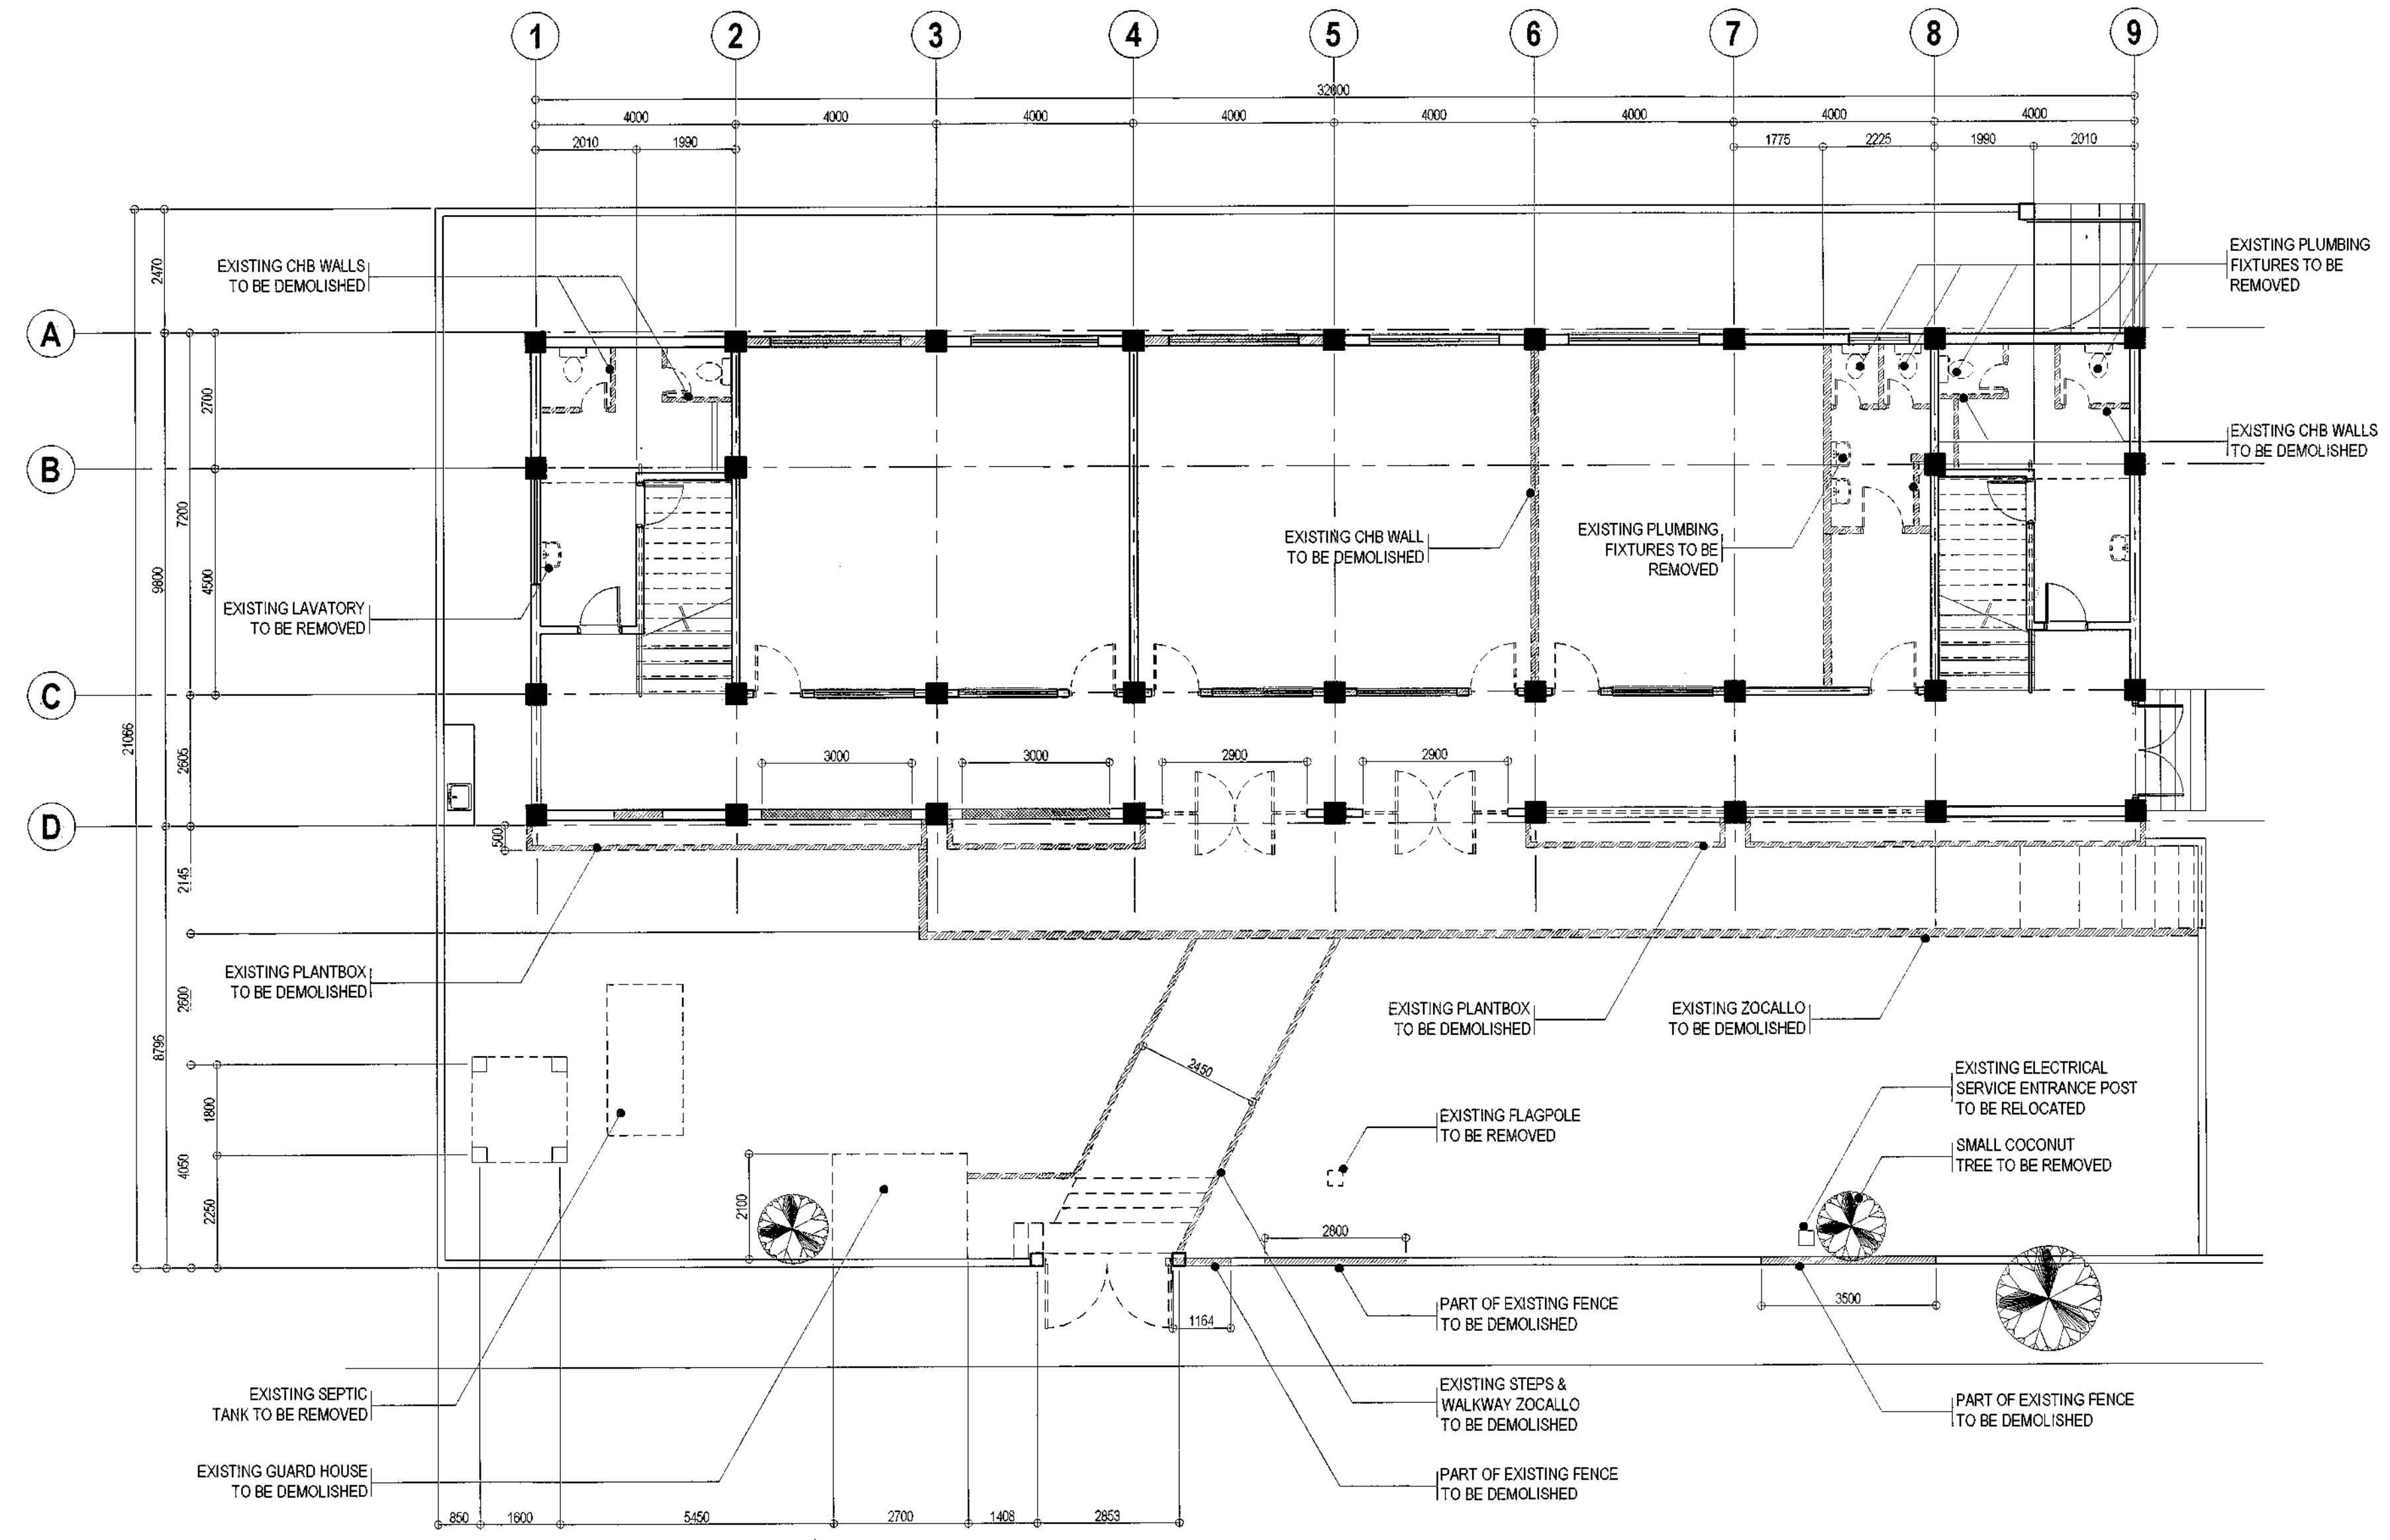 1 2 3 4 5 6 7 8 9
32000
4000 4000 4000 4000 4000 4000 4000 4000
2010 1990 1775 2225 1990 2010
2470
EXISTING CHB WALLS
TO BE DEMOLISHED
EXISTING PLUMBING
FIXTURES TO BE
REMOVED
A
2700
EXISTING CHB WALLS
TO BE DEMOLISHED
B
7200
9800
4500
EXISTING CHB WALL
TO BE DEMOLISHED
EXISTING PLUMBING
FIXTURES TO BE
REMOVED
EXISTING LAVATORY
TO BE REMOVED
C
21066
2605
3000 3000 2900 2900
D
500
2145
EXISTING PLANTBOX
TO BE DEMOLISHED
EXISTING PLANTBOX
TO BE DEMOLISHED
EXISTING ZOCALLO
TO BE DEMOLISHED
2600
8796
2450
EXISTING ELECTRICAL
SERVICE ENTRANCE POST
TO BE RELOCATED
1800
EXISTING FLAGPOLE
TO BE REMOVED
SMALL COCONUT
TREE TO BE REMOVED
4050
2250
2100
2800
PART OF EXISTING FENCE
TO BE DEMOLISHED
3500
1164
EXISTING SEPTIC
TANK TO BE REMOVED
EXISTING STEPS &
WALKWAY ZOCALLO
TO BE DEMOLISHED
PART OF EXISTING FENCE
TO BE DEMOLISHED
EXISTING GUARD HOUSE
TO BE DEMOLISHED
PART OF EXISTING FENCE
TO BE DEMOLISHED
850 1600 5450 2700 1408 2853